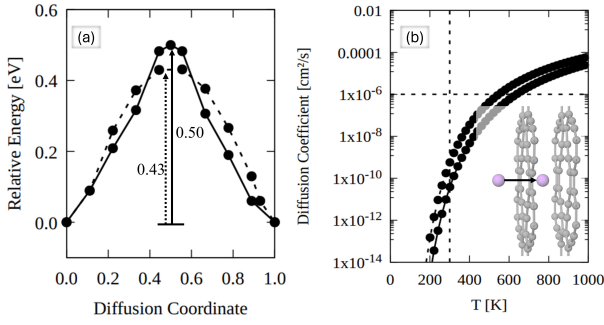 (a)
Relative Energy [eV]
0.6
0.4
0.2
0.0
0.50
0.43
0.0 0.2 0.4 0.6 0.8 1.0
Diffusion Coordinate
(b)
Diffusion Coefficient [cm²/s]
0.01
0.0001
1x10⁻⁶
1x10⁻⁸
1x10⁻¹⁰
1x10⁻¹²
1x10⁻¹⁴
0 200 400 600 800 1000
T [K]